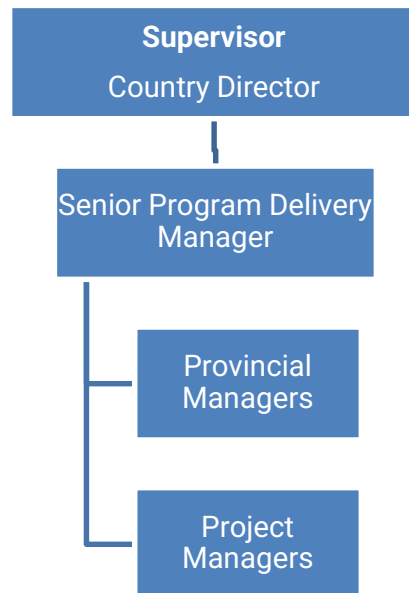 Supervisor
Country Director
Senior Program Delivery
Manager
Provincial
Managers
Project
Managers